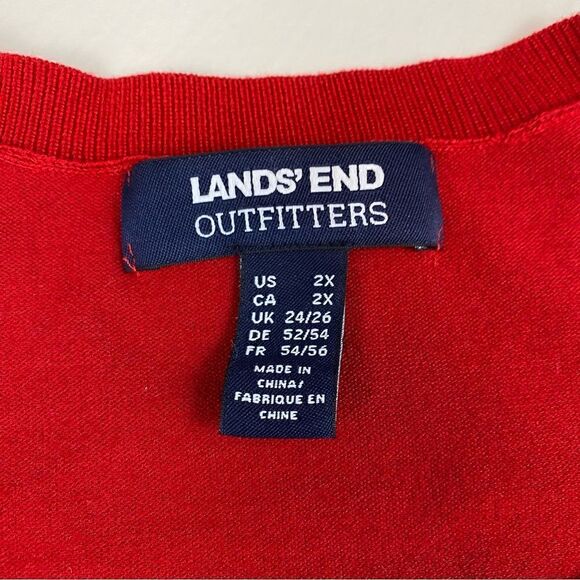 LANDS' END
OUTFITTERS
US 2X
CA 2X
UK 24/26
DE 52/54
FR 54/56
MADE IN
CHINA/
FABRIQUE EN
CHINE